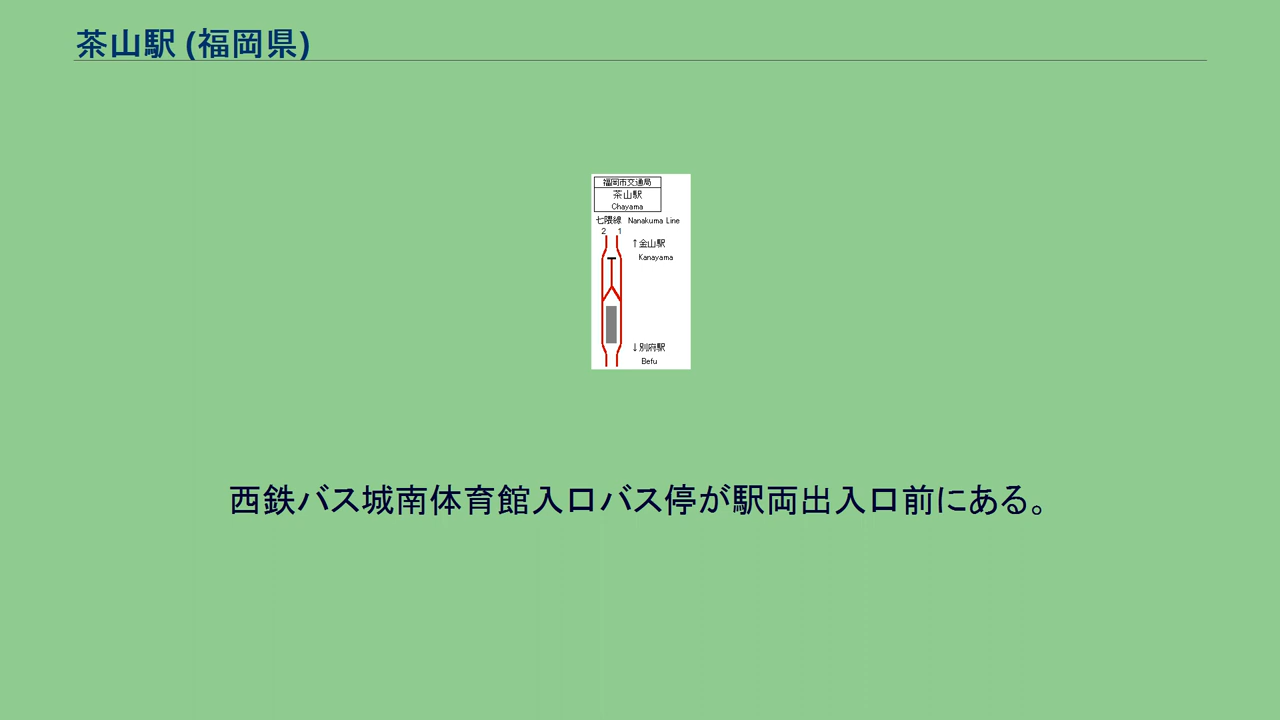 茶山駅 (福岡県)
福岡市交通局
茶山駅
Chayama
七隈線 Nanakuma Line
2 1
↑金山駅
Kanayama
↓別府駅
Befu
西鉄バス城南体育館入口バス停が駅両出入口前にある。